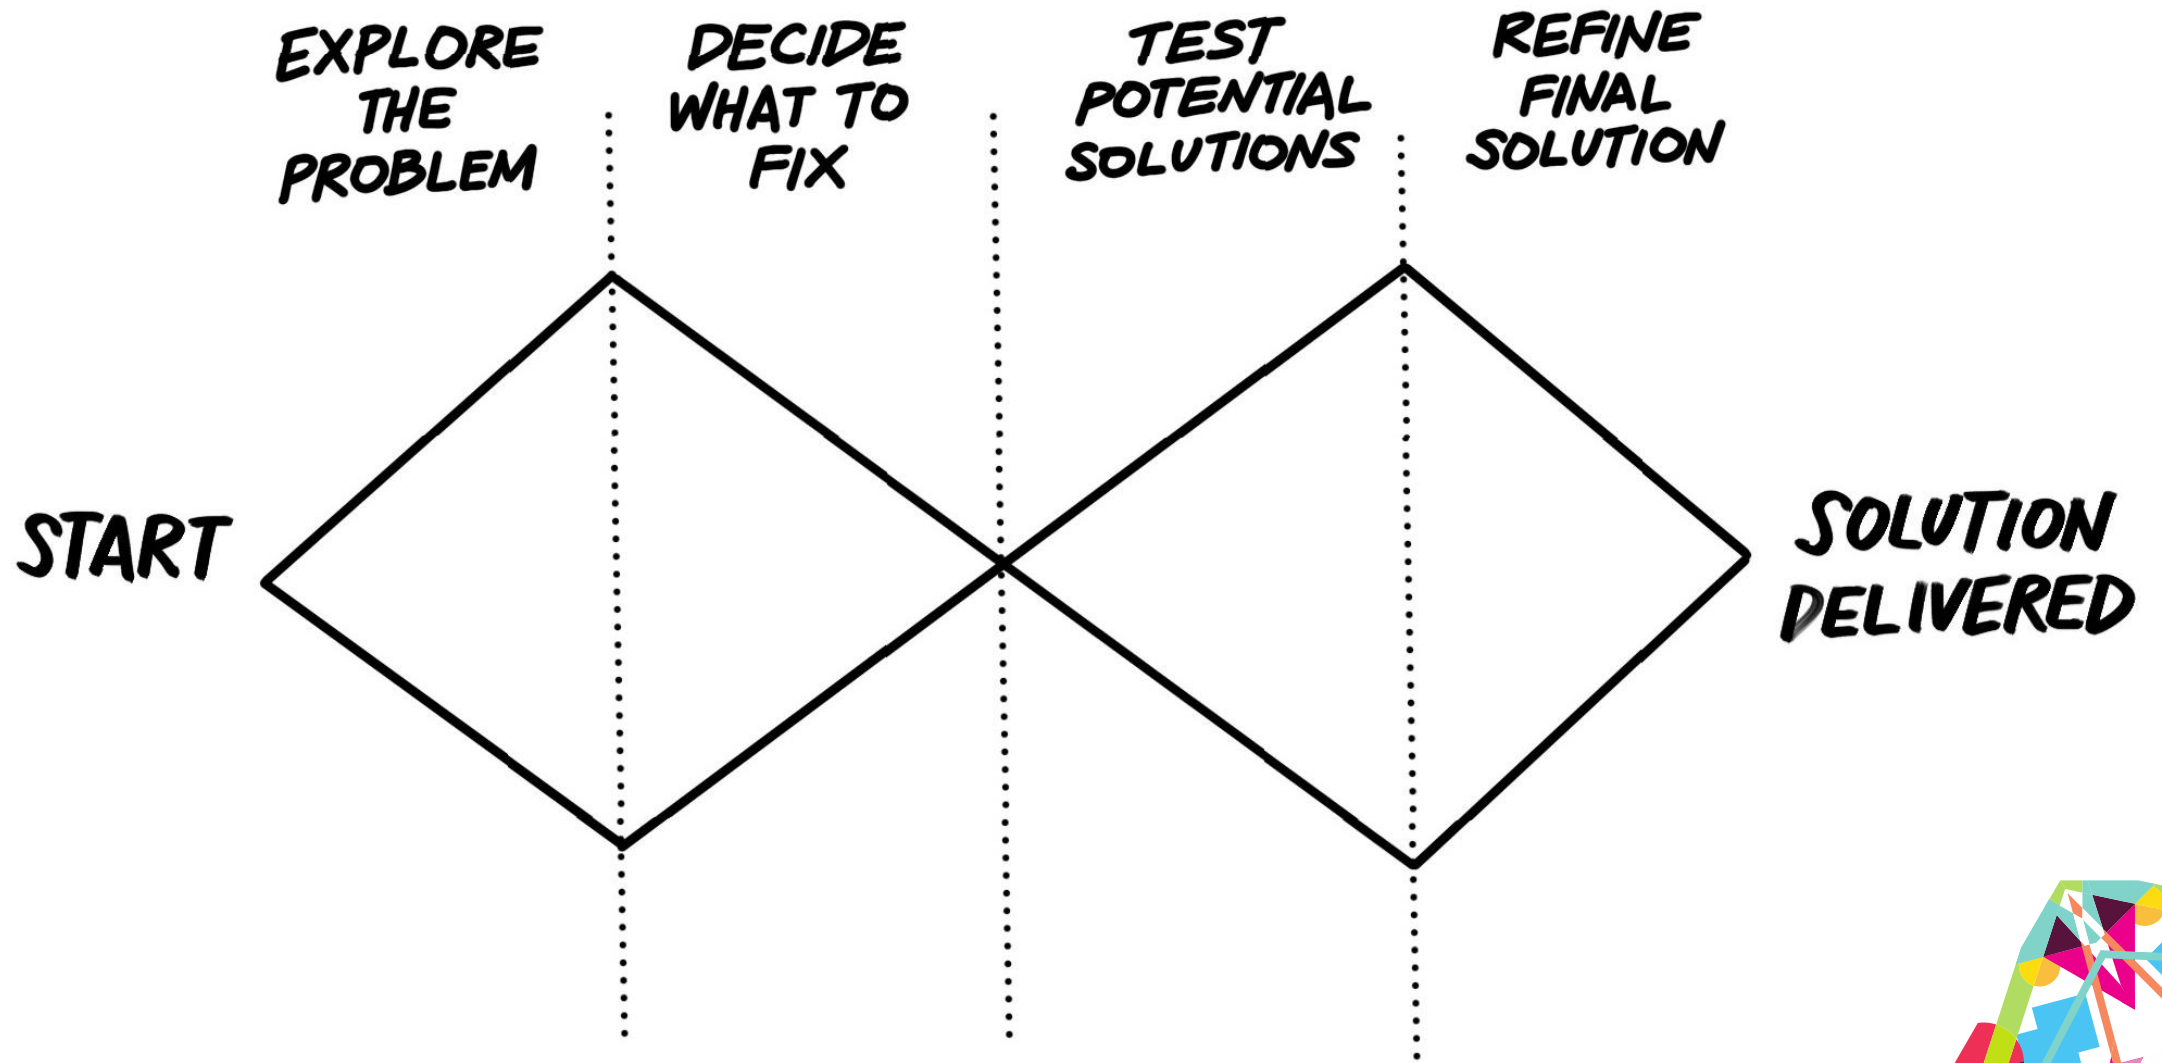 EXPLORE
THE
PROBLEM
DECIDE
WHAT TO
FIX
TEST
POTENTIAL
SOLUTIONS
REFINE
FINAL
SOLUTION
START
SOLUTION
DELIVERED